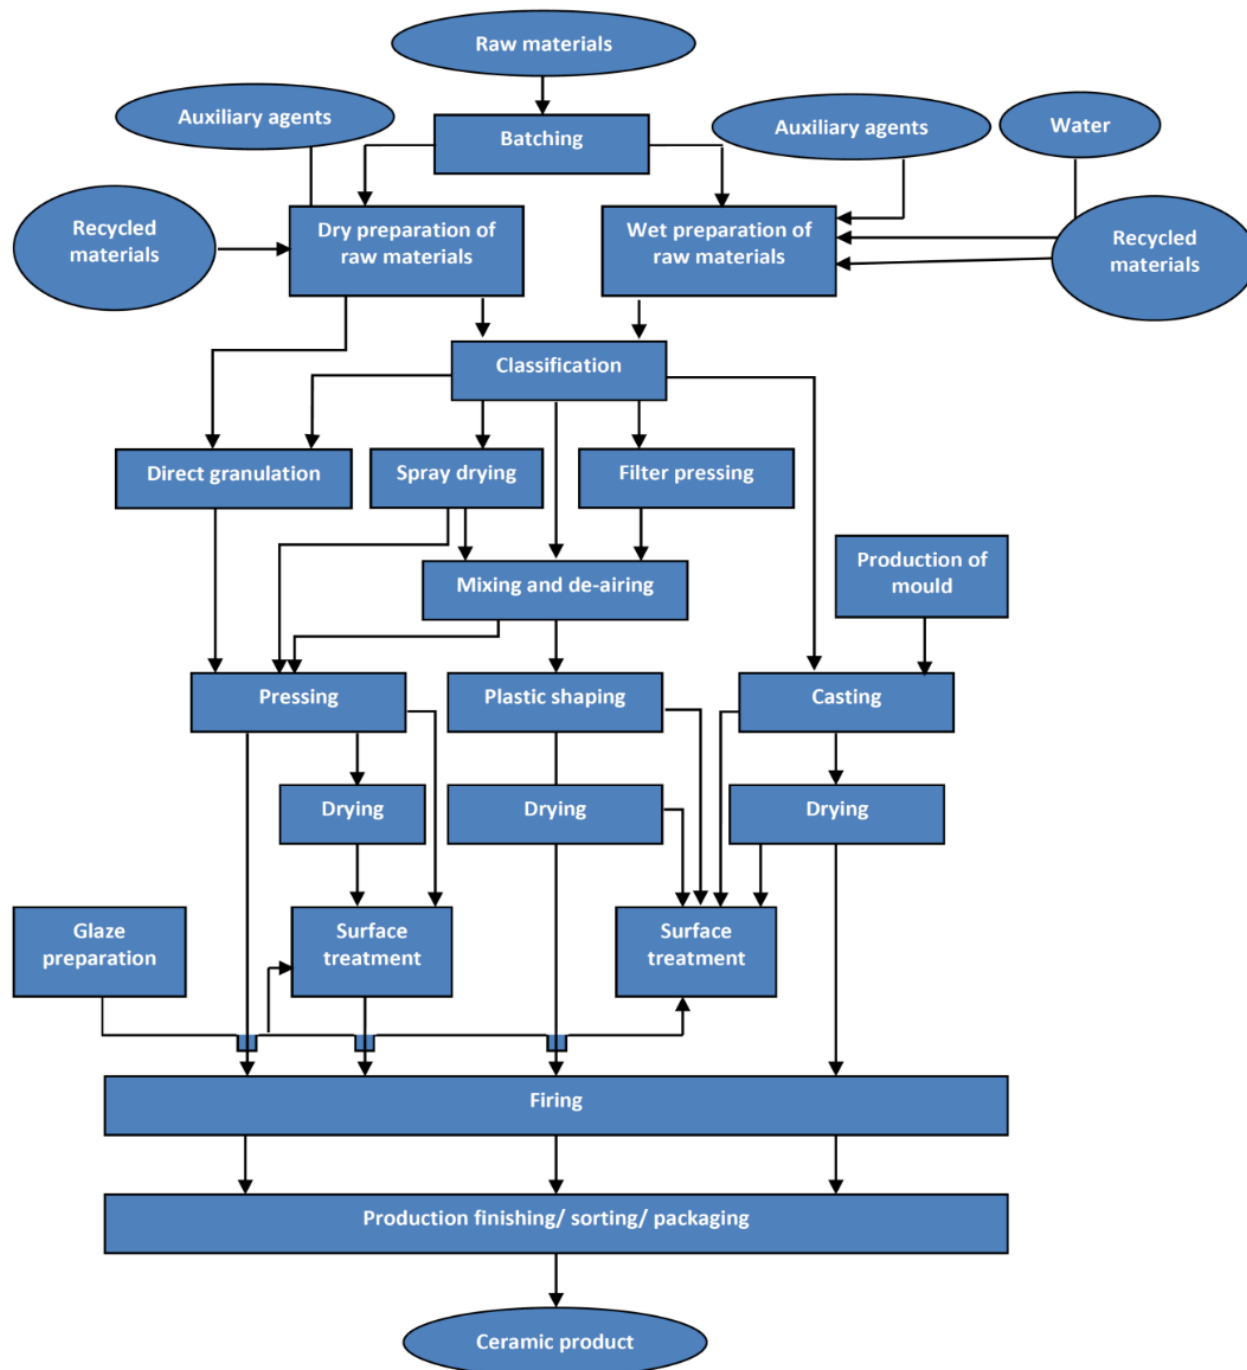 Raw materials
Auxiliary agents
Batching
Auxiliary agents
Water
Recycled
materials
Dry preparation of
raw materials
Wet preparation of
raw materials
Recycled
materials
Classification
Direct granulation
Spray drying
Filter pressing
Production of
mould
Mixing and de-airing
Pressing
Plastic shaping
Casting
Drying
Drying
Drying
Glaze
preparation
Surface
treatment
Surface
treatment
Firing
Production finishing/ sorting/ packaging
Ceramic product